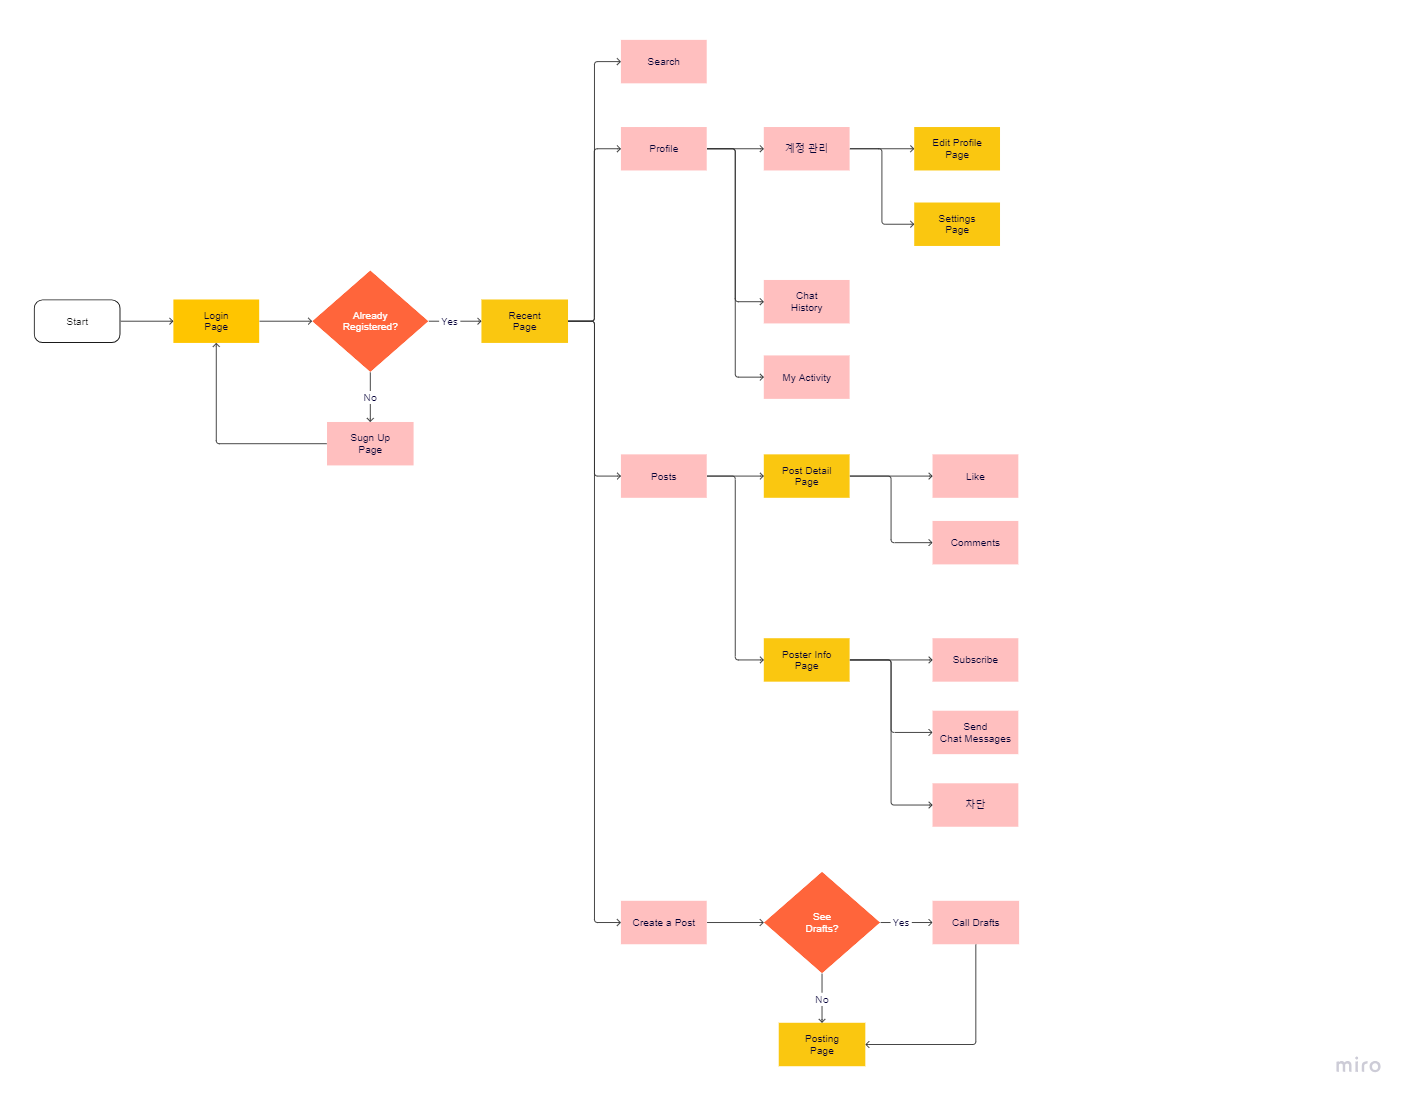 Search
Profile
계정 관리
Edit Profile
Page
Settings
Page
Chat
History
Start
Login
Page
Already
Registered?
Yes
Recent
Page
My Activity
No
Sugn Up
Page
Posts
Post Detail
Page
Like
Comments
Poster Info
Page
Subscribe
Send
Chat Messages
차단
Create a Post
See
Drafts?
Yes
Call Drafts
No
Posting
Page
miro